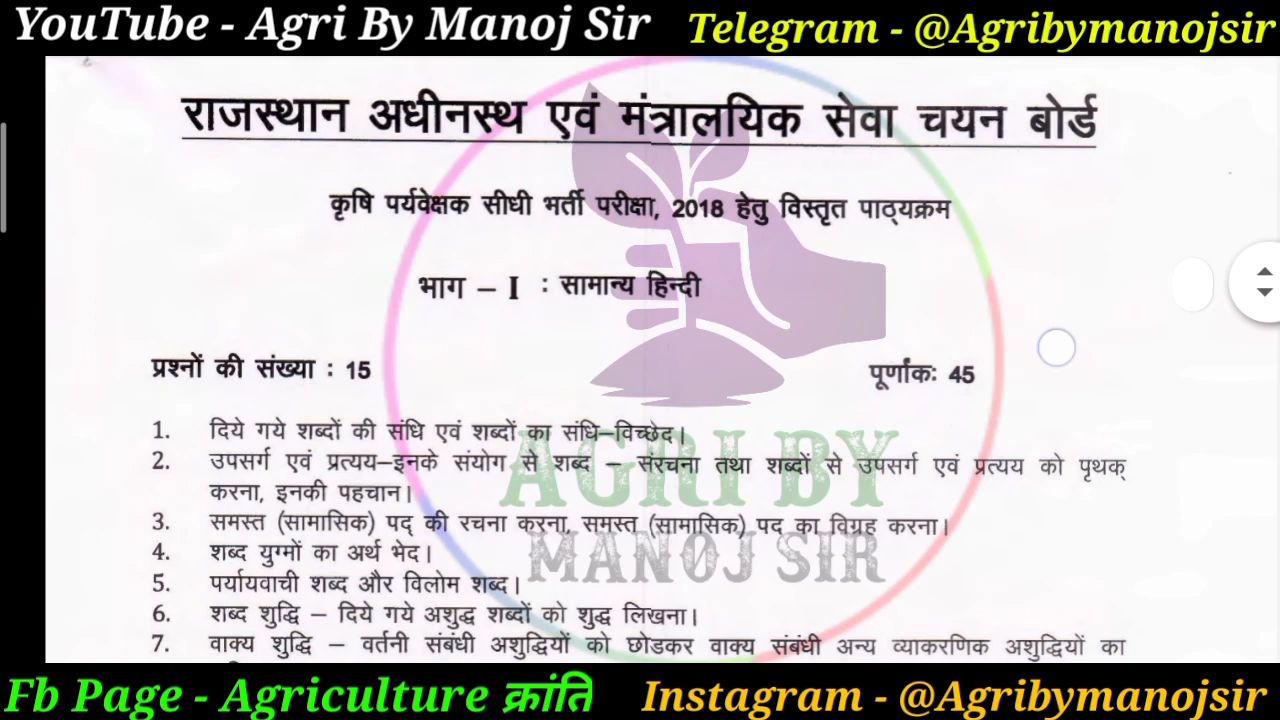 YouTube - Agri By Manoj Sir Telegram - @Agribymanojsir
राजस्थान अधीनस्थ एवं मंत्रालयिक सेवा चयन बोर्ड
कृषि पर्यवेक्षक सीधी भर्ती परीक्षा, 2018 हेतु विस्तृत पाठ्यक्रम
भाग – I : सामान्य हिन्दी
प्रश्नों की संख्या : 15 पूर्णांकः 45
1. दिये गये शब्दों की संधि एवं शब्दों का संधि–विच्छेद।
2. उपसर्ग एवं प्रत्यय–इनके संयोग से शब्द – संरचना तथा शब्दों से उपसर्ग एवं प्रत्यय को पृथक्
करना, इनकी पहचान।
3. समस्त (सामासिक) पद् की रचना करना, समस्त (सामासिक) पद का विग्रह करना।
4. शब्द युग्मों का अर्थ भेद।
5. पर्यायवाची शब्द और विलोम शब्द।
6. शब्द शुद्धि – दिये गये अशुद्ध शब्दों को शुद्ध लिखना।
7. वाक्य शुद्धि – वर्तनी संबंधी अशुद्धियों को छोडकर वाक्य संबंधी अन्य व्याकरणिक अशुद्धियों का
AGRI BY
MANOJ SIR
Fb Page - Agriculture क्रांति Instagram - @Agribymanojsir